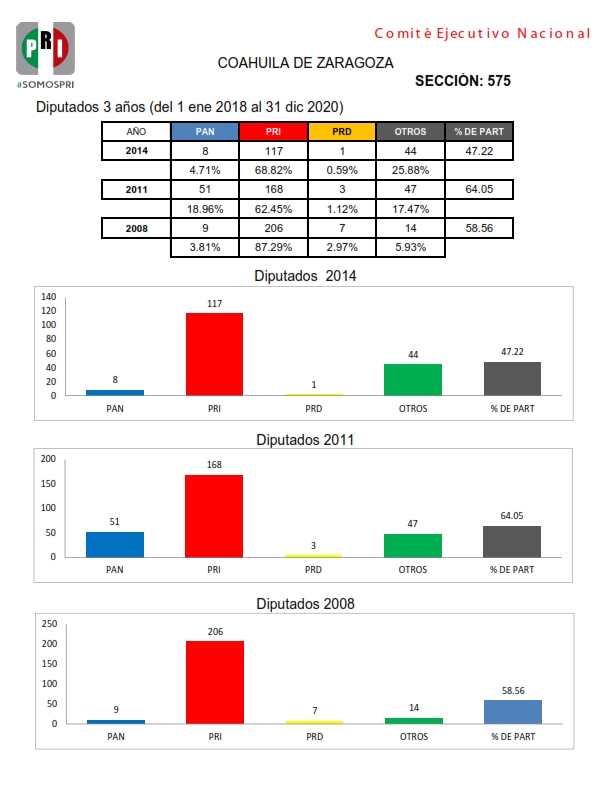 Comité Ejecutivo Nacional
PRI
#SOMOSPRI
COAHUILA DE ZARAGOZA
SECCIÓN: 575
Diputados 3 años (del 1 ene 2018 al 31 dic 2020)
AÑO PAN PRI PRD OTROS % DE PART
2014 8 117 1 44 47.22
4.71% 68.82% 0.59% 25.88%
2011 51 168 3 47 64.05
18.96% 62.45% 1.12% 17.47%
2008 9 206 7 14 58.56
3.81% 87.29% 2.97% 5.93%
Diputados 2014
140
120
100
80
60
40
20
0
8 117 1 44 47.22
PAN PRI PRD OTROS % DE PART
Diputados 2011
200
150
100
50
0
51 168 3 47 64.05
PAN PRI PRD OTROS % DE PART
Diputados 2008
250
200
150
100
50
0
9 206 7 14 58.56
PAN PRI PRD OTROS % DE PART